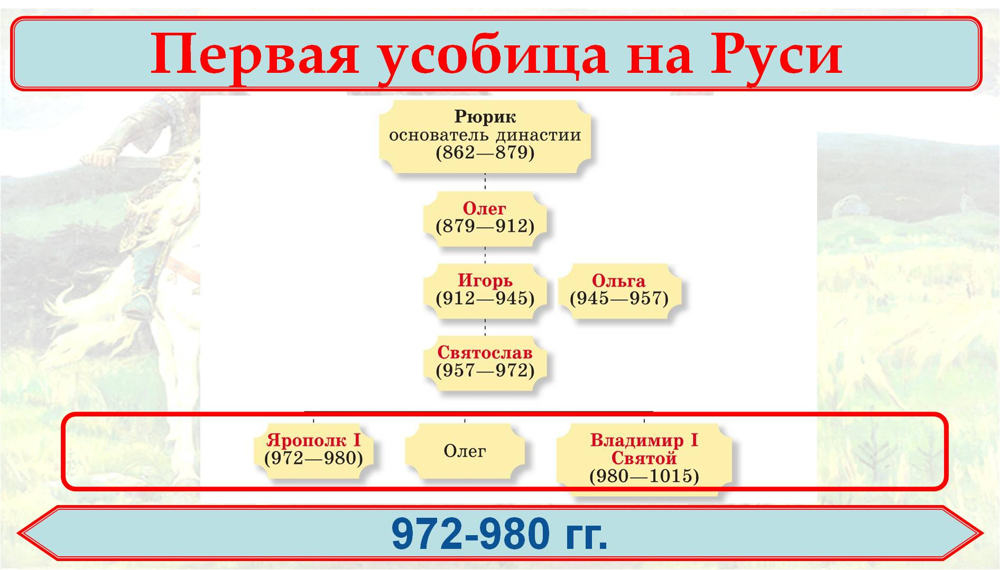 Первая усобица на Руси
Рюрик
основатель династии
(862—879)
Олег
(879—912)
Игорь
(912—945)
Ольга
(945—957)
Святослав
(957—972)
Ярополк I
(972—980)
Олег
Владимир I
Святой
(980—1015)
972-980 гг.